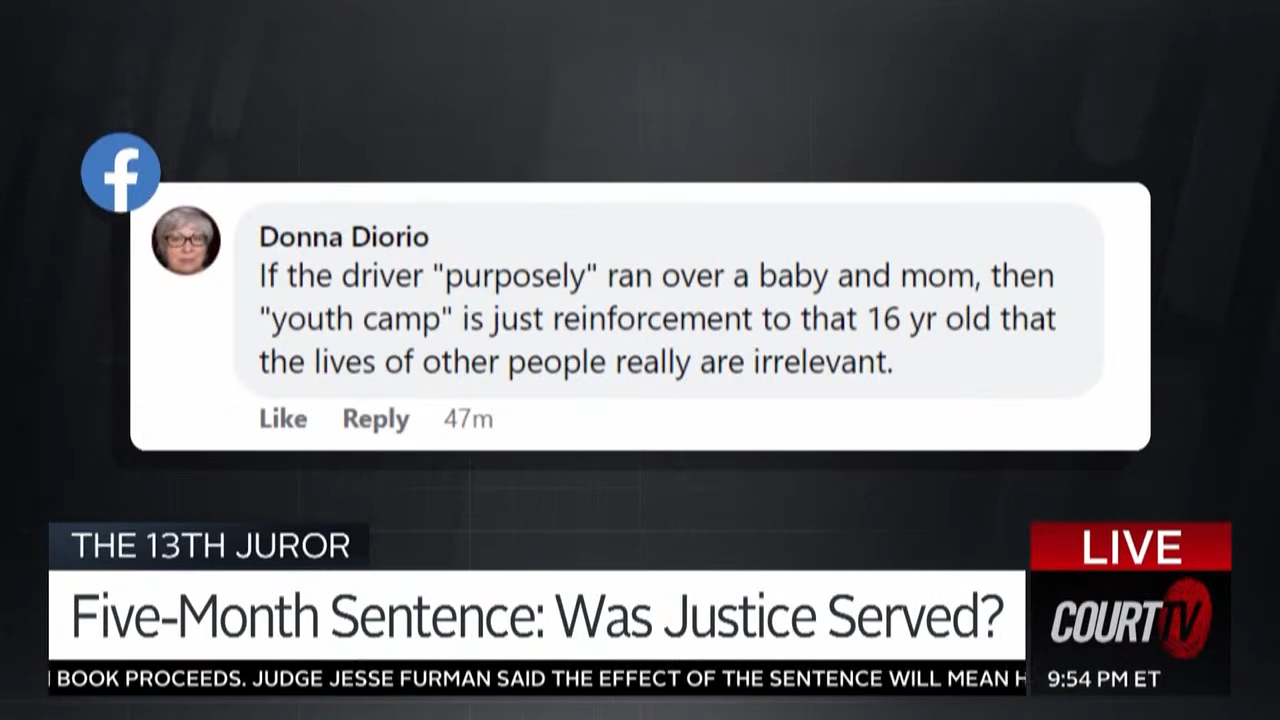 f
Donna Diorio
If the driver "purposely" ran over a baby and mom, then
"youth camp" is just reinforcement to that 16 yr old that
the lives of other people really are irrelevant.
Like Reply 47m
THE 13TH JUROR
LIVE
Five-Month Sentence: Was Justice Served?
COURT TV
BOOK PROCEEDS. JUDGE JESSE FURMAN SAID THE EFFECT OF THE SENTENCE WILL MEAN
9:54 PM ET